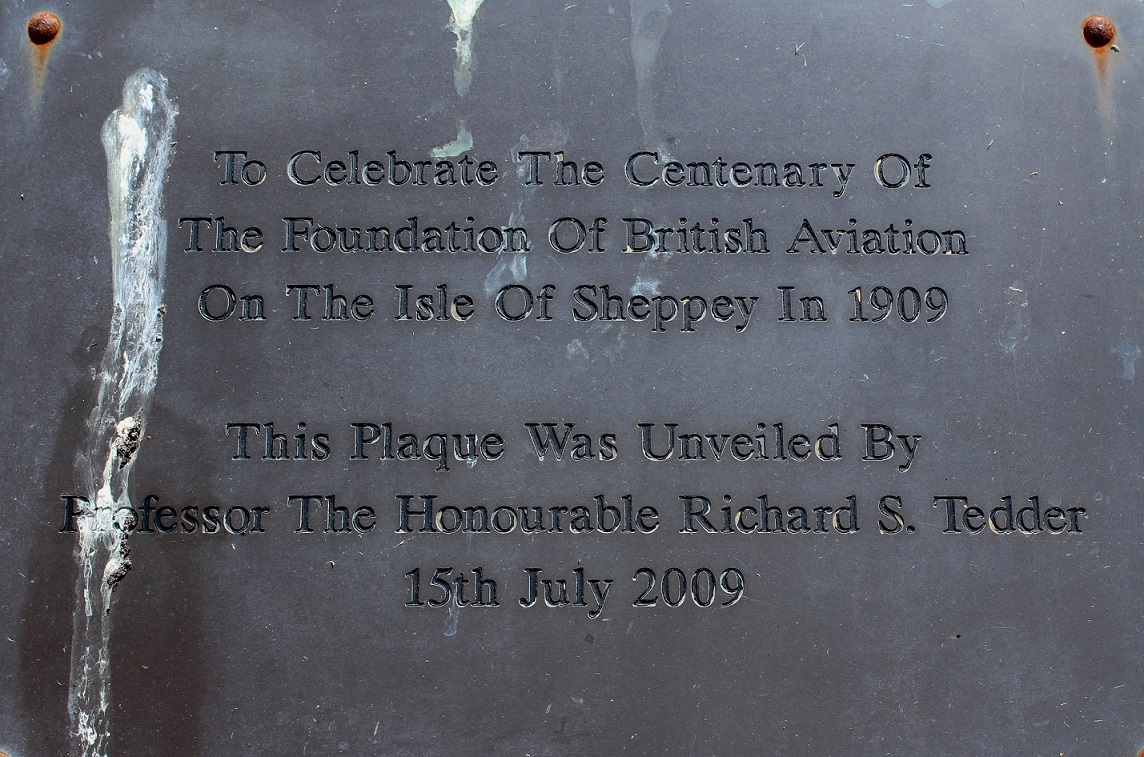 To Celebrate The Centenary Of
The Foundation Of British Aviation
On The Isle Of Sheppey In 1909
This Plaque Was Unveiled By
Professor The Honourable Richard S. Tedder
15th July 2009